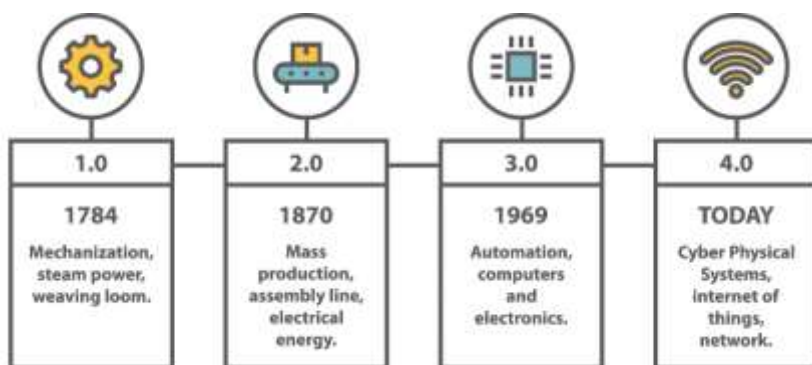 1.0
1784
Mechanization,
steam power,
weaving loom.
2.0
1870
Mass
production,
assembly line,
electrical
energy.
3.0
1969
Automation,
computers
and
electronics.
4.0
TODAY
Cyber Physical
Systems,
internet of
things,
network.